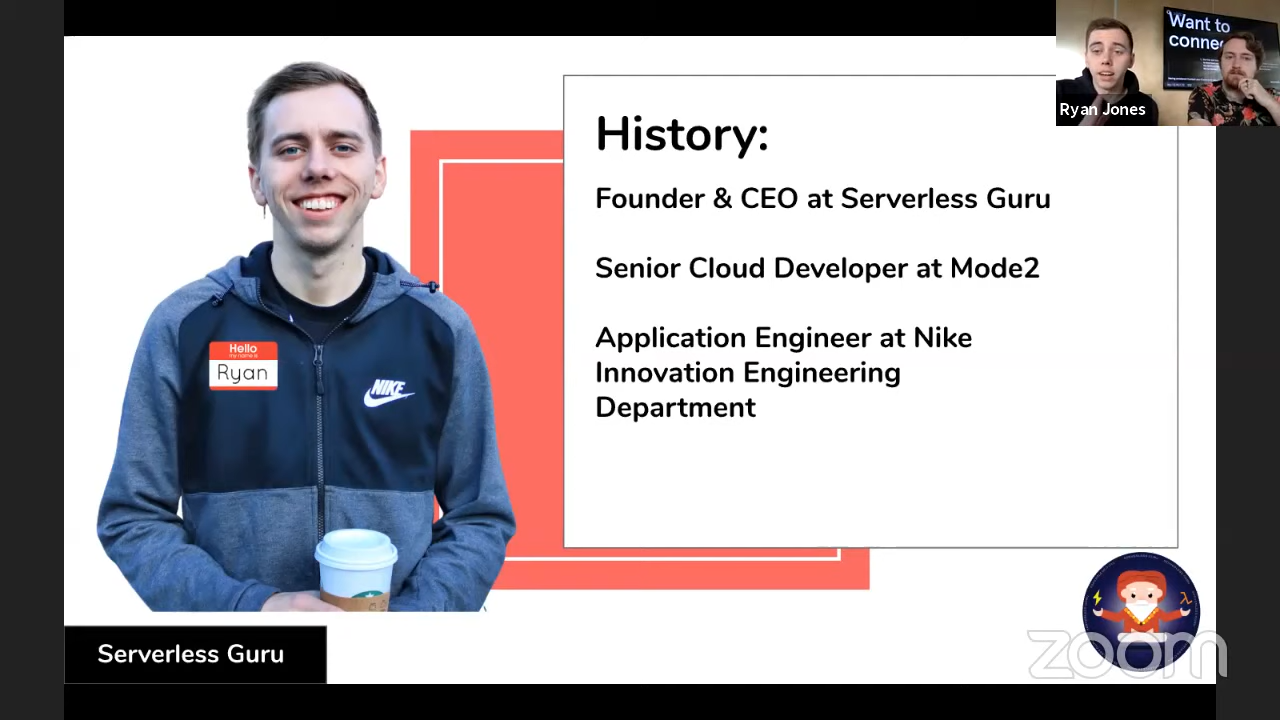 Want to
Ryan Jones
History:
Founder & CEO at Serverless Guru
Senior Cloud Developer at Mode2
Application Engineer at Nike
Innovation Engineering
Department
Hello
my name is
Ryan
NIKE
Serverless Guru
zoom